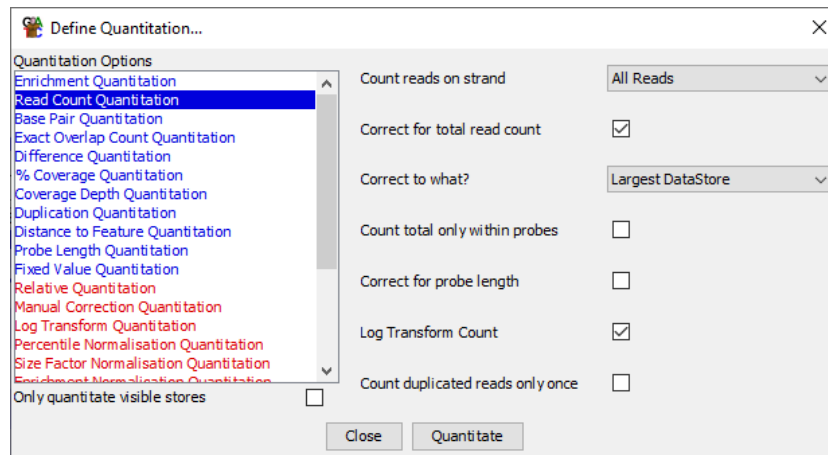 Define Quantitation...
Quantitation Options
Enrichment Quantitation
Read Count Quantitation
Base Pair Quantitation
Exact Overlap Count Quantitation
Difference Quantitation
% Coverage Quantitation
Coverage Depth Quantitation
Duplication Quantitation
Distance to Feature Quantitation
Probe Length Quantitation
Fixed Value Quantitation
Relative Quantitation
Manual Correction Quantitation
Log Transform Quantitation
Percentile Normalisation Quantitation
Size Factor Normalisation Quantitation
Enrichment Normalisation Quantitation
Only quantitate visible stores
Count reads on strand
All Reads
Correct for total read count
Correct to what?
Largest DataStore
Count total only within probes
Correct for probe length
Log Transform Count
Count duplicated reads only once
Close
Quantitate